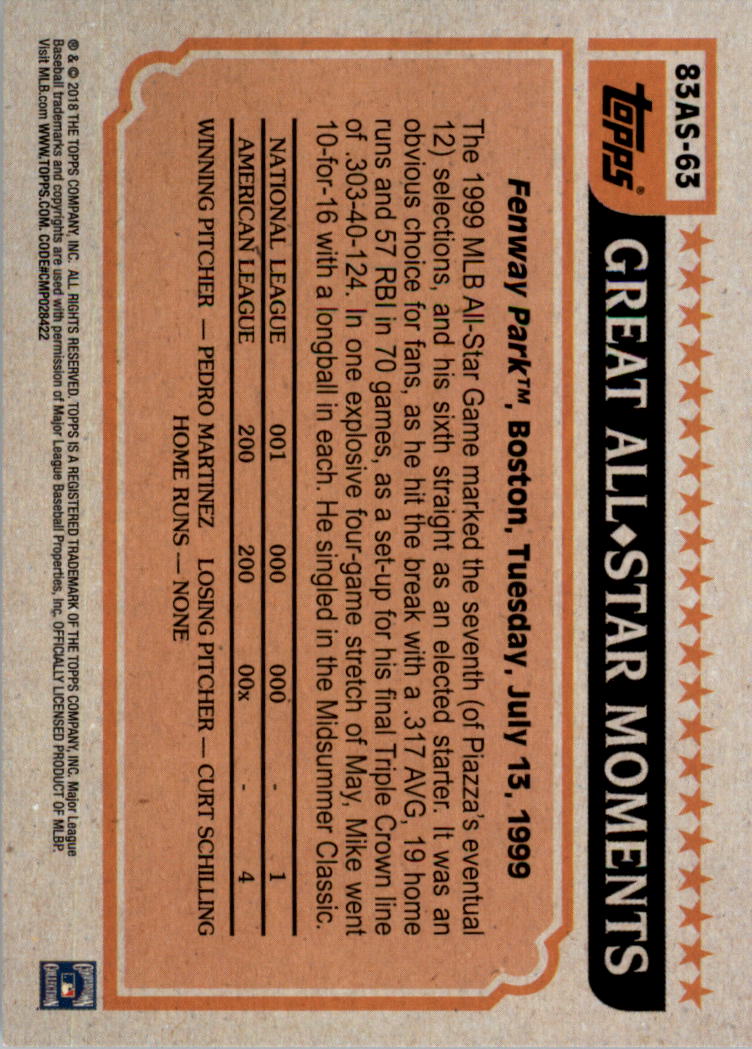 83AS-63
topps®
GREAT ALL◆STAR MOMENTS
Fenway Park™, Boston, Tuesday, July 13, 1999
The 1999 MLB All-Star Game marked the seventh (of Piazza's eventual
12) selections, and his sixth straight as an elected starter. It was an
obvious choice for fans, as he hit the break with a .317 AVG, 19 home
runs and 57 RBI in 70 games, as a set-up for his final Triple Crown line
of .303-40-124. In one explosive four-game stretch of May, Mike went
10-for-16 with a longball in each. He singled in the Midsummer Classic.
NATIONAL LEAGUE 001 000 000 - 1
AMERICAN LEAGUE 200 200 00x - 4
WINNING PITCHER — PEDRO MARTINEZ LOSING PITCHER — CURT SCHILLING
HOME RUNS — NONE
® & © 2018 THE TOPPS COMPANY, INC. ALL RIGHTS RESERVED. TOPPS IS A REGISTERED TRADEMARK OF THE TOPPS COMPANY, INC. Major League
Baseball trademarks and copyrights are used with permission of Major League Baseball Properties, Inc. OFFICIALLY LICENSED PRODUCT OF MLBP.
Visit MLB.com WWW.TOPPS.COM. CODE#CMP028422
COOPERSTOWN
COLLECTION